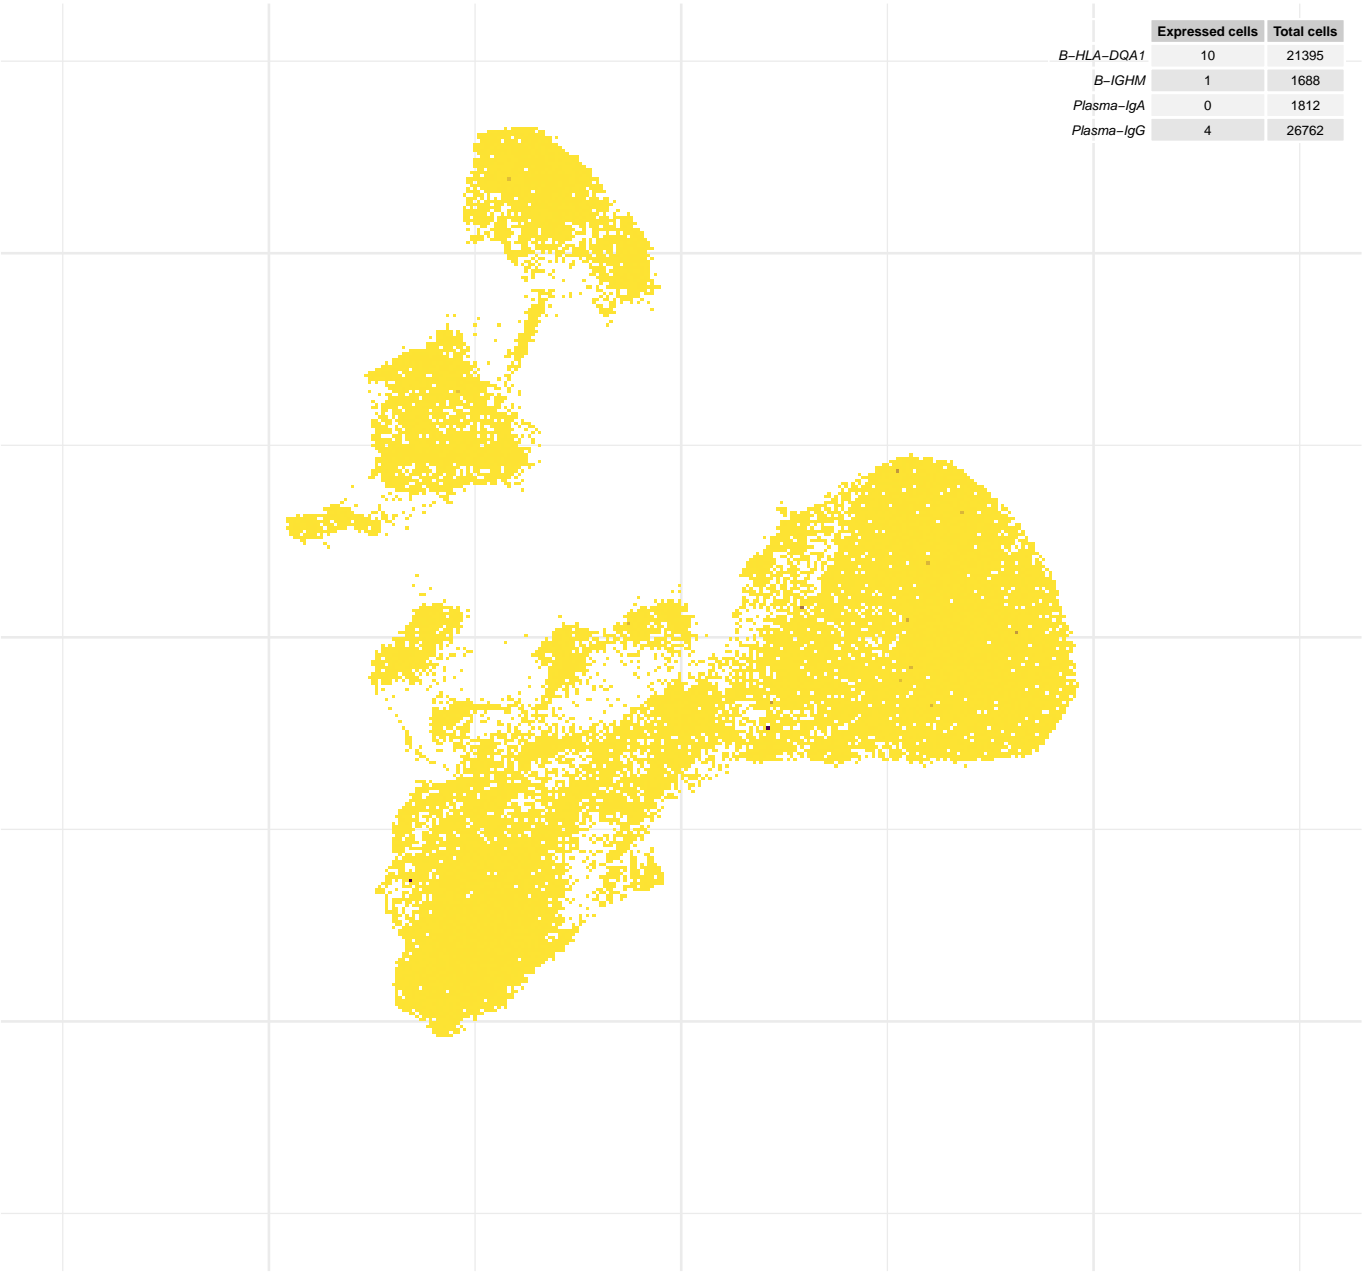 Expressed cells Total cells
B−HLA−DQA1 10 21395
B−IGHM 1 1688
Plasma−IgA 0 1812
Plasma−IgG 4 26762